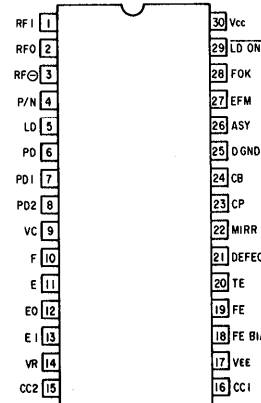 RFI 1 30 Vcc
RFO 2 29 LD ON
RF⊖ 3 28 FOK
P/N 4 27 EFM
LD 5 26 ASY
PD 6 25 DGND
PD1 7 24 CB
PD2 8 23 CP
VC 9 22 MIRR
F 10 21 DEFEC
E 11 20 TE
EO 12 19 FE
EI 13 18 FE BI
VR 14 17 VEE
CC2 15 16 CC1